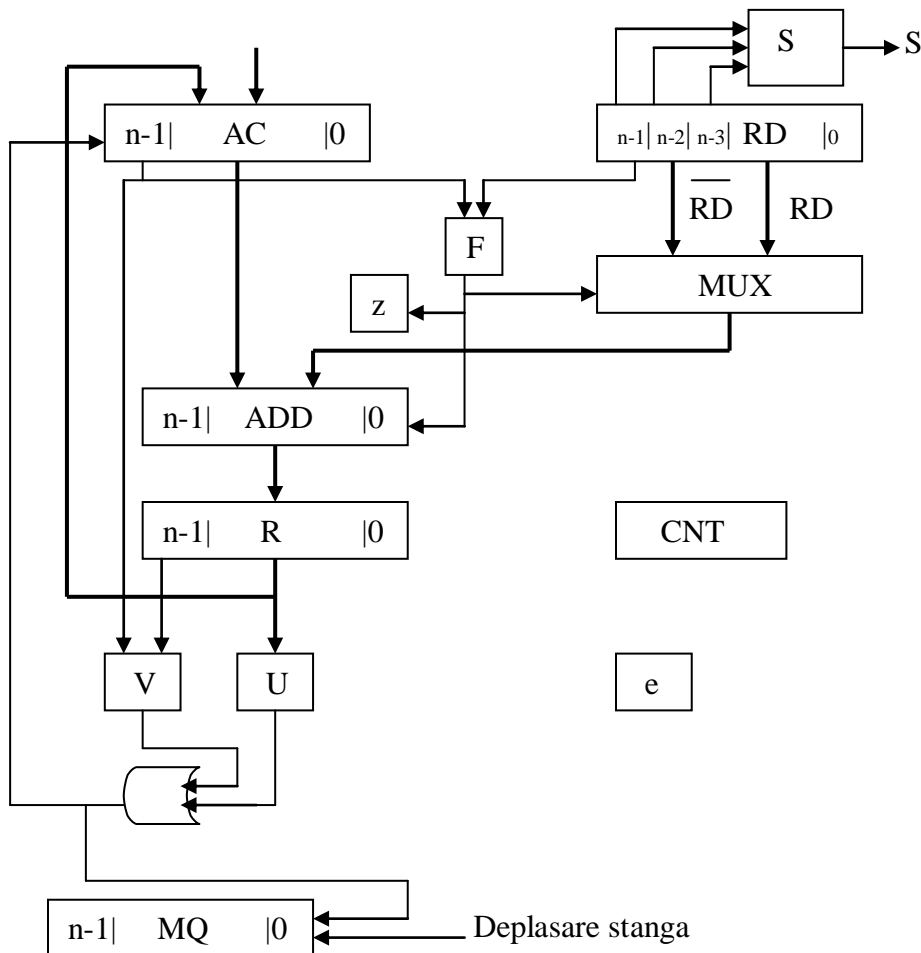 S
S
n-1| AC |0
n-1| n-2| n-3| RD |0
R̅D̅
RD
F
z
MUX
n-1| ADD |0
n-1| R |0
CNT
V
U
e
n-1| MQ |0
Deplasare stanga